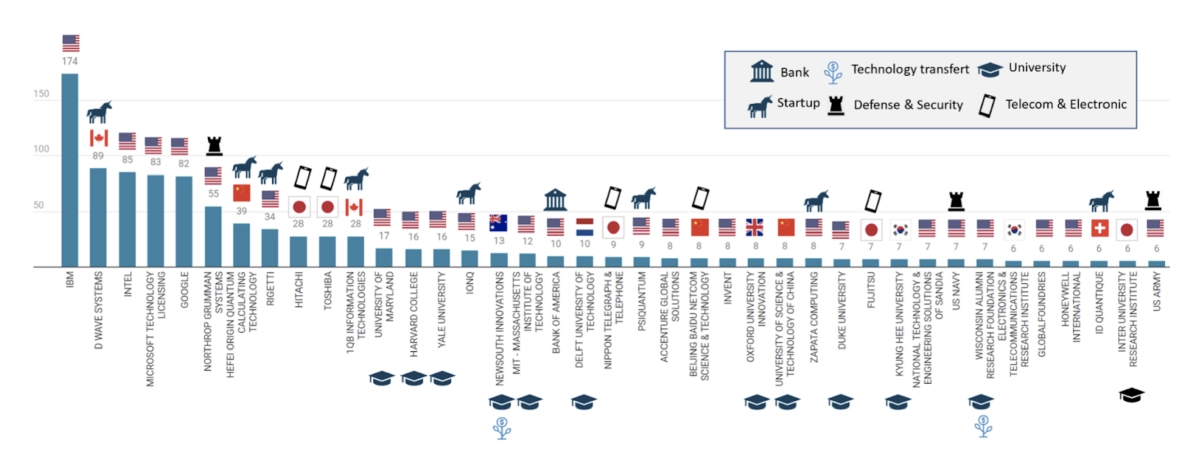 Bank
Technology transfert
University
Startup
Defense & Security
Telecom & Electronic
150
100
50
174
89
85
83
82
55
39
34
28
28
28
17
16
16
15
13
12
10
10
9
9
8
8
8
8
8
8
7
7
7
7
7
7
6
6
6
6
6
6
IBM
D WAVE SYSTEMS
INTEL
MICROSOFT TECHNOLOGY
LICENSING
GOOGLE
NORTHROP GRUMMAN
SYSTEMS
HEFEI ORIGIN QUANTUM
CALCULATING
TECHNOLOGY
RIGETTI
HITACHI
TOSHIBA
1QB INFORMATION
TECHNOLOGIES
UNIVERSITY OF
MARYLAND
HARVARD COLLEGE
YALE UNIVERSITY
IONQ
NEWSOUTH INNOVATIONS
MIT - MASSACHUSETTS
INSTITUTE OF
TECHNOLOGY
BANK OF AMERICA
DELFT UNIVERSITY OF
TECHNOLOGY
NIPPON TELEGRAPH &
TELEPHONE
PSIQUANTUM
ACCENTURE GLOBAL
SOLUTIONS
BEIJING BAIDU NETCOM
SCIENCE & TECHNOLOGY
INVENT
OXFORD UNIVERSITY
INNOVATION
UNIVERSITY OF SCIENCE &
TECHNOLOGY OF CHINA
ZAPATA COMPUTING
DUKE UNIVERSITY
FUJITSU
KYUNG HEE UNIVERSITY
NATIONAL TECHNOLOGY &
ENGINEERING SOLUTIONS
OF SANDIA
US NAVY
WISCONSIN ALUMNI
RESEARCH FOUNDATION
ELECTRONICS &
TELECOMMUNICATIONS
RESEARCH INSTITUTE
GLOBALFOUNDRIES
HONEYWELL
INTERNATIONAL
ID QUANTIQUE
INTER UNIVERSITY
RESEARCH INSTITUTE
US ARMY